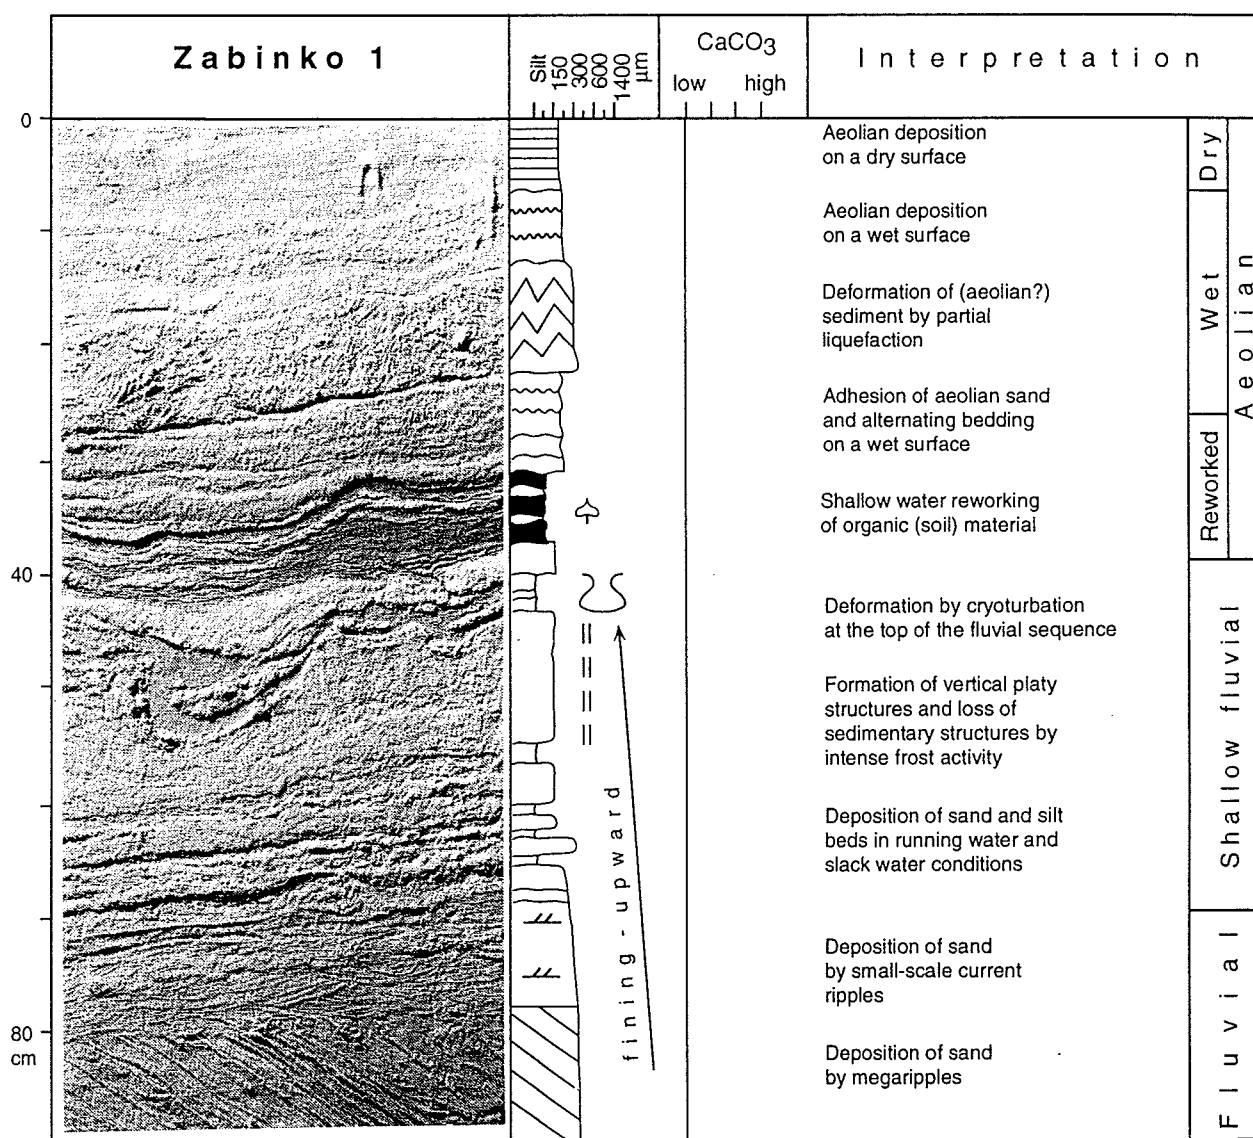 Zabinko 1
Silt
150
300
600
1400
µm
CaCO3
low high
Interpretation
0
40
80
cm
Aeolian deposition
on a dry surface
Aeolian deposition
on a wet surface
Deformation of (aeolian?)
sediment by partial
liquefaction
Adhesion of aeolian sand
and alternating bedding
on a wet surface
Shallow water reworking
of organic (soil) material
Deformation by cryoturbation
at the top of the fluvial sequence
Formation of vertical platy
structures and loss of
sedimentary structures by
intense frost activity
Deposition of sand and silt
beds in running water and
slack water conditions
Deposition of sand
by small-scale current
ripples
Deposition of sand
by megaripples
fining-upward
Dry
Wet
Reworked
Aeolian
Shallow fluvial
Fluvial